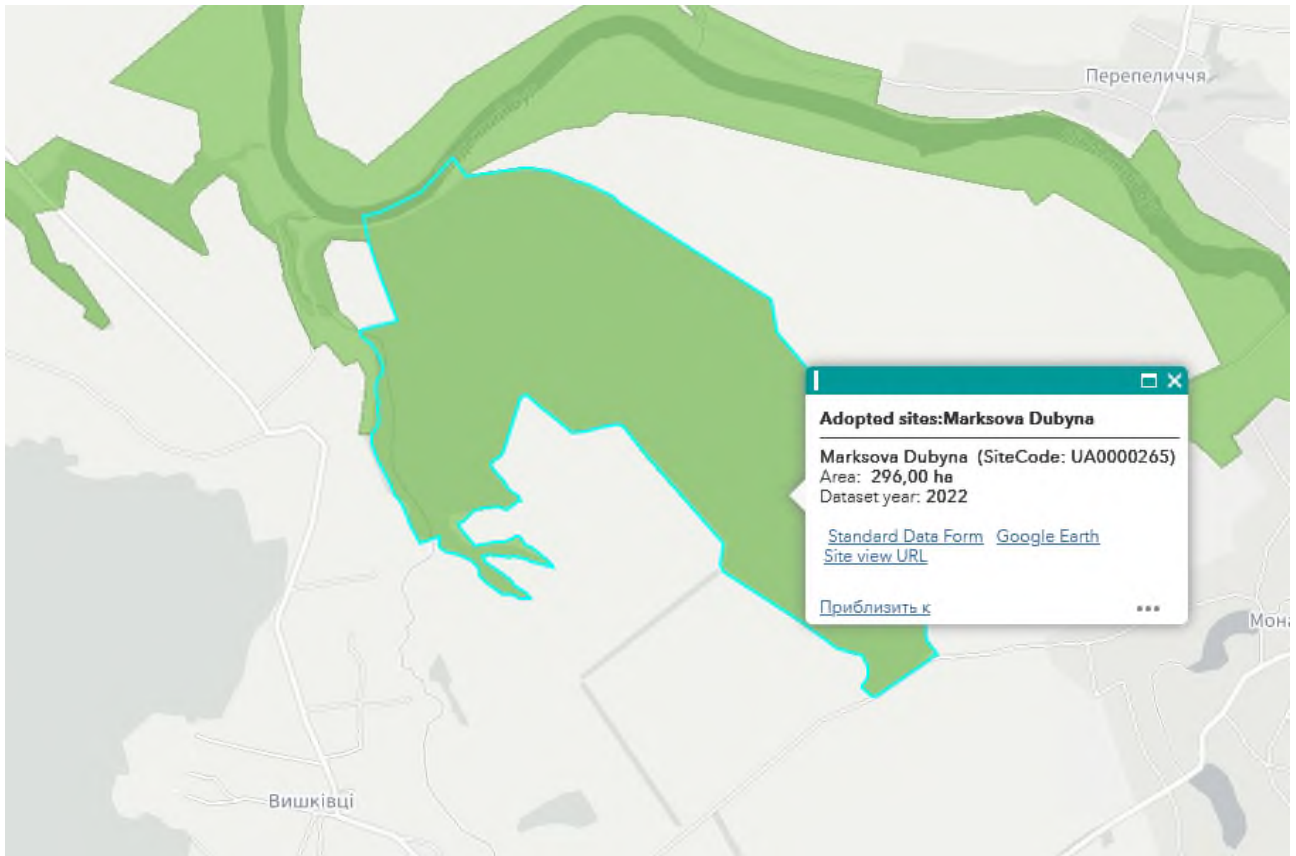 Перепеличчя
Adopted sites:Marksova Dubyna
Marksova Dubyna (SiteCode: UA0000265)
Area: 296,00 ha
Dataset year: 2022
Standard Data Form Google Earth
Site view URL
Приблизить к
Мона
Вишківці